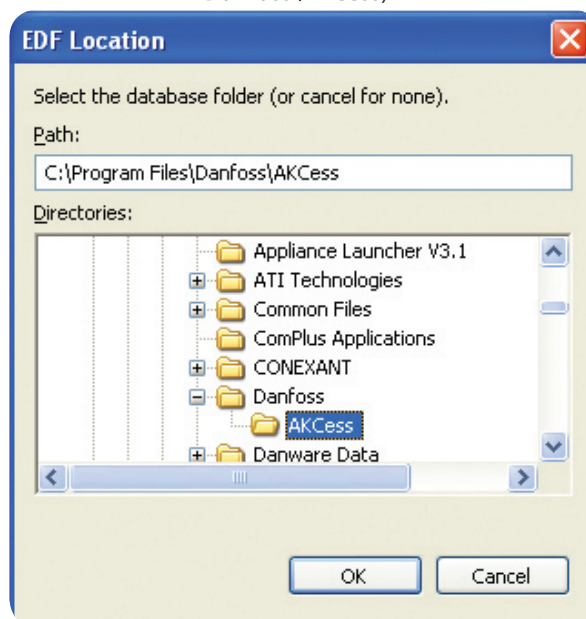 EDF Location
Select the database folder (or cancel for none).
Path:
C:\Program Files\Danfoss\AKCess
Directories:
Appliance Launcher V3.1
ATI Technologies
Common Files
ComPlus Applications
CONEXANT
Danfoss
AKCess
Danware Data
OK Cancel